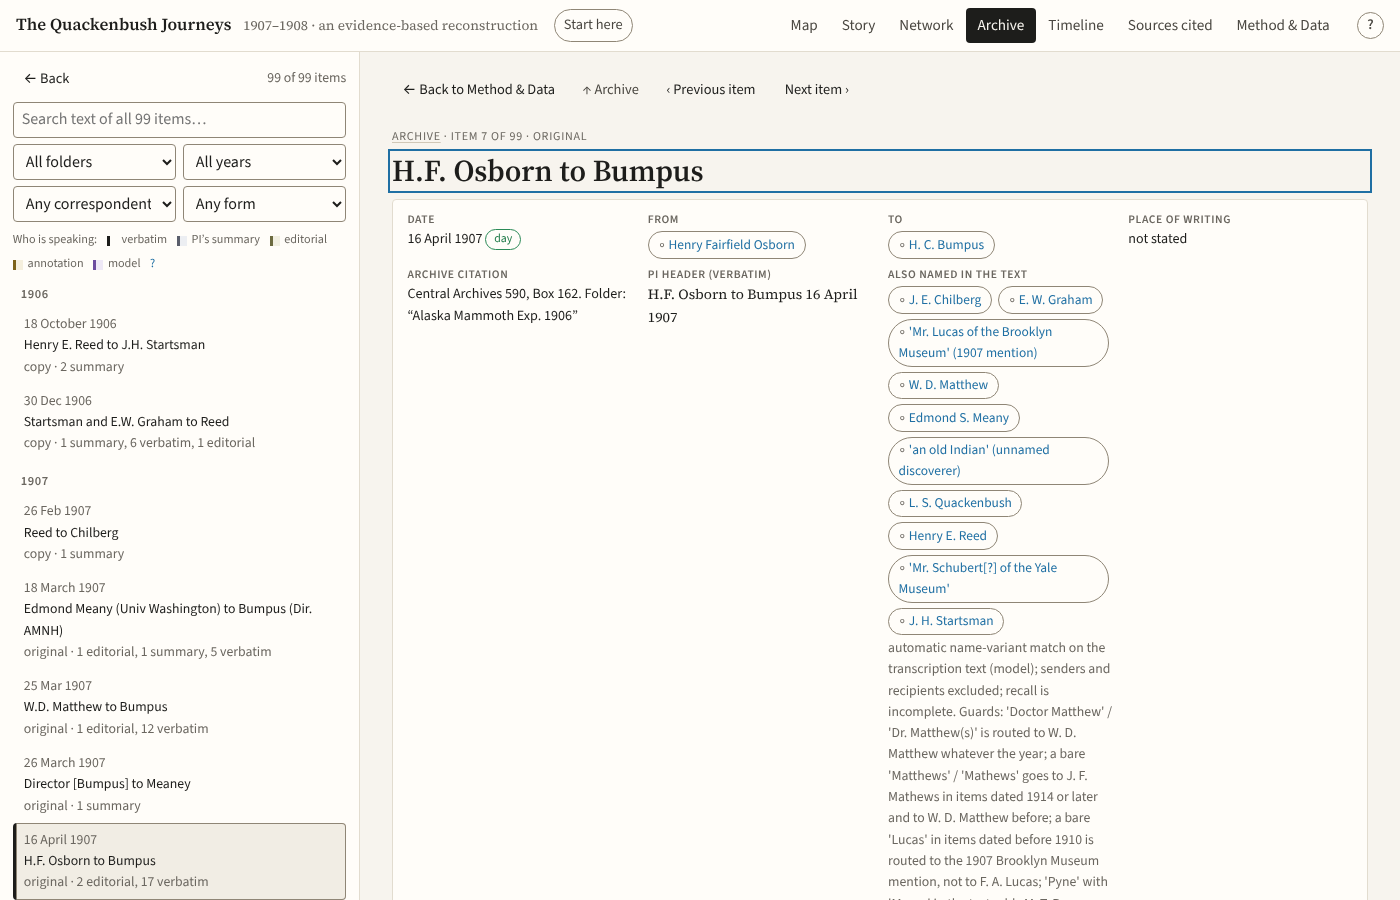 The Quackenbush Journeys 1907–1908 · an evidence-based reconstruction Start here Map Story Network Archive Timeline Sources cited Method & Data ?
← Back 99 of 99 items
Search text of all 99 items…
All folders All years
Any correspondent Any form
Who is speaking: verbatim PI's summary editorial
annotation model ?
1906
18 October 1906
Henry E. Reed to J.H. Startsman
copy · 2 summary
30 Dec 1906
Startsman and E.W. Graham to Reed
copy · 1 summary, 6 verbatim, 1 editorial
1907
26 Feb 1907
Reed to Chilberg
copy · 1 summary
18 March 1907
Edmond Meany (Univ Washington) to Bumpus (Dir.
AMNH)
original · 1 editorial, 1 summary, 5 verbatim
25 Mar 1907
W.D. Matthew to Bumpus
original · 1 editorial, 12 verbatim
26 March 1907
Director [Bumpus] to Meaney
original · 1 summary
16 April 1907
H.F. Osborn to Bumpus
original · 2 editorial, 17 verbatim
← Back to Method & Data ↑ Archive ‹ Previous item Next item ›
ARCHIVE · ITEM 7 OF 99 · ORIGINAL
H.F. Osborn to Bumpus
DATE
16 April 1907 day
FROM
Henry Fairfield Osborn
TO
H. C. Bumpus
PLACE OF WRITING
not stated
ARCHIVE CITATION
Central Archives 590, Box 162. Folder:
“Alaska Mammoth Exp. 1906”
PI HEADER (VERBATIM)
H.F. Osborn to Bumpus 16 April
1907
ALSO NAMED IN THE TEXT
J. E. Chilberg E. W. Graham
'Mr. Lucas of the Brooklyn
Museum' (1907 mention)
W. D. Matthew
Edmond S. Meany
'an old Indian' (unnamed
discoverer)
L. S. Quackenbush
Henry E. Reed
'Mr. Schubert[?] of the Yale
Museum'
J. H. Startsman
automatic name-variant match on the
transcription text (model); senders and
recipients excluded; recall is
incomplete. Guards: 'Doctor Matthew' /
'Dr. Matthew(s)' is routed to W. D.
Matthew whatever the year; a bare
'Matthews' / 'Mathews' goes to J. F.
Mathews in items dated 1914 or later
and to W. D. Matthew before; a bare
'Lucas' in items dated before 1910 is
routed to the 1907 Brooklyn Museum
mention, not to F. A. Lucas; 'Pyne' with